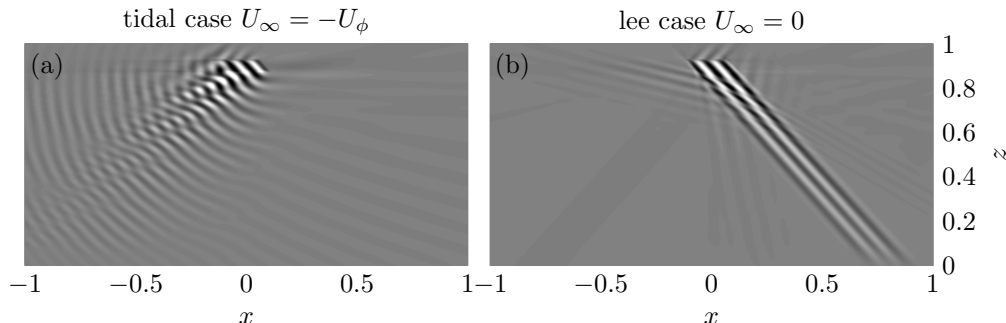 tidal case U∞ = −Uϕ
lee case U∞ = 0
(a)
(b)
1
0.8
0.6
0.4
0.2
0
z
−1 −0.5 0 0.5 1
−1 −0.5 0 0.5 1
x
x